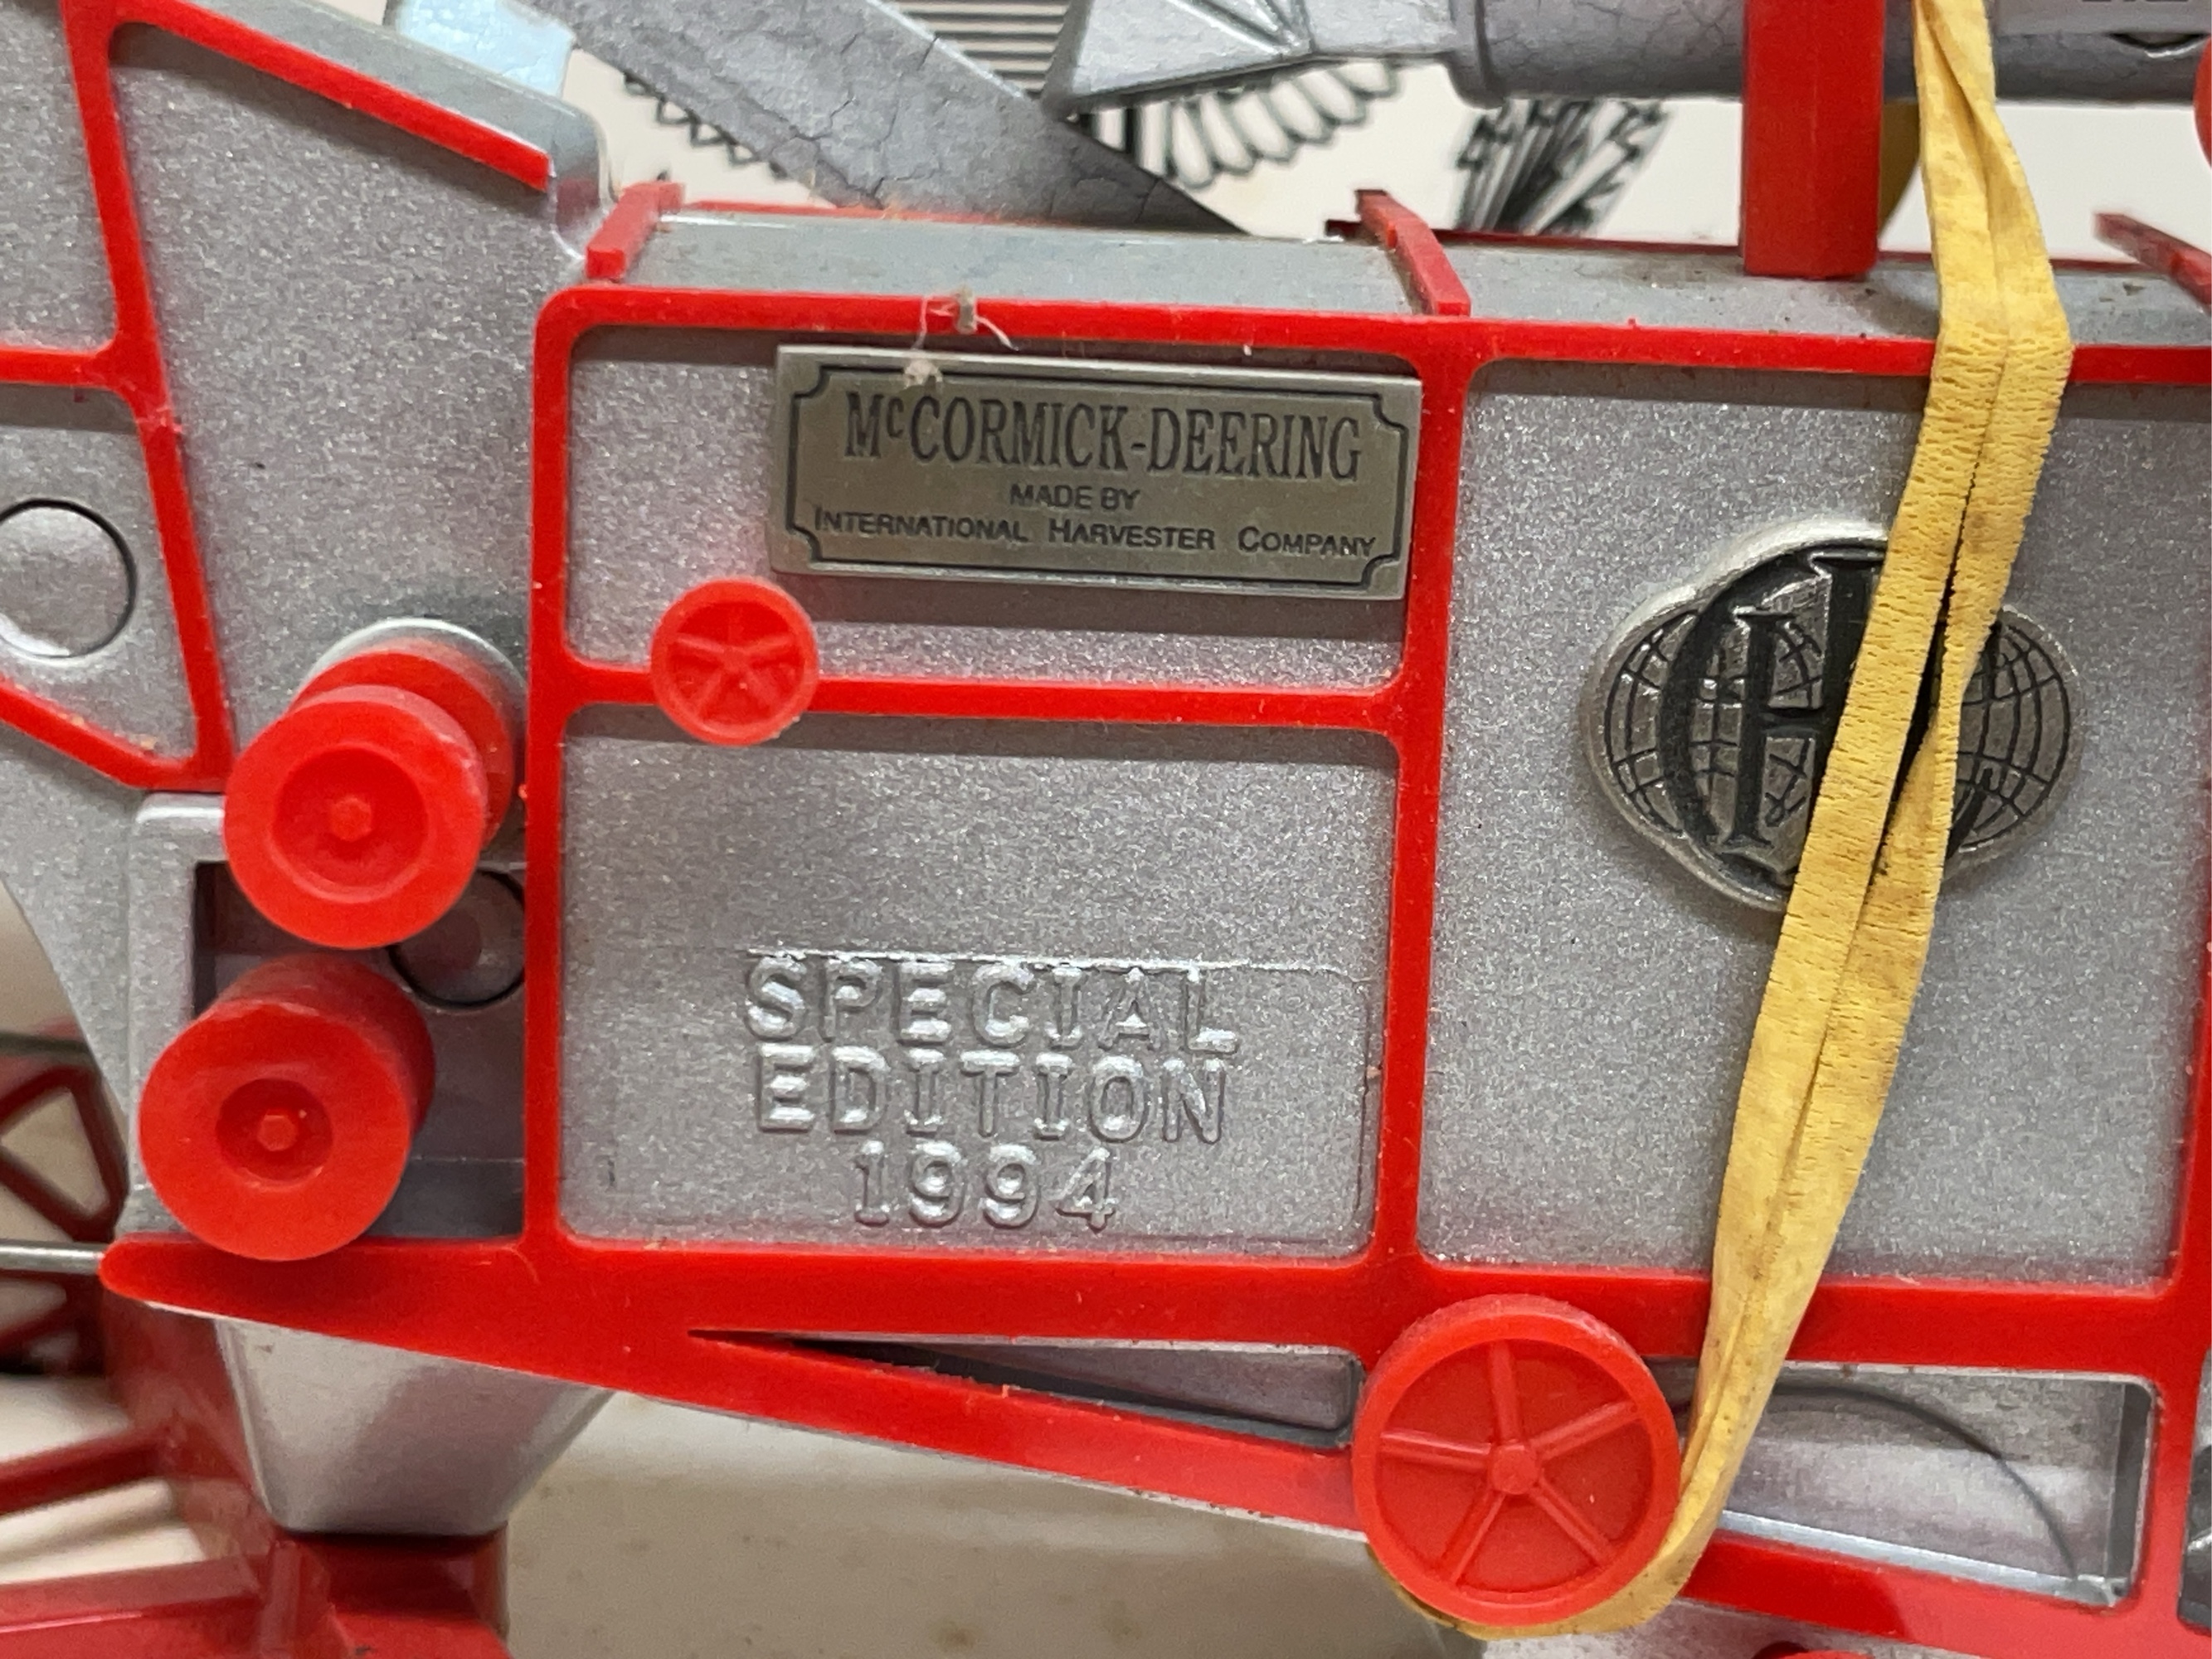 McCORMICK-DEERING
MADE BY
INTERNATIONAL HARVESTER COMPANY
SPECIAL
EDITION
1994